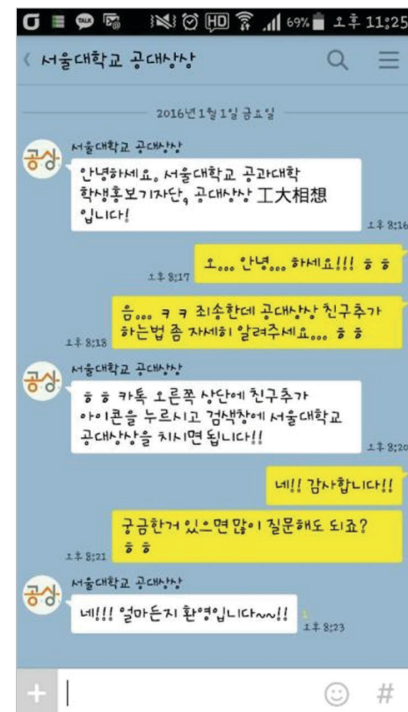 TALK HD 69% 오후 11:25
서울대학교 공대상상
2016년 1월 1일 금요일
서울대학교 공대상상
공상
안녕하세요. 서울대학교 공과대학
학생홍보기자단, 공대상상 工大相想
입니다!
오후 8:16
오... 안녕... 하세요!!! ㅎㅎ
오후 8:17
음... ㅋㅋ 죄송한데 공대상상 친구추가
하는법 좀 자세히 알려주세요... ㅎㅎ
오후 8:18
서울대학교 공대상상
공상
ㅎㅎ 카톡 오른쪽 상단에 친구추가
아이콘을 누르시고 검색창에 서울대학교
공대상상을 치시면 됩니다!!
오후 8:20
네!! 감사합니다!!
궁금한거 있으면 많이 질문해도 되죠?
ㅎㅎ
오후 8:21
서울대학교 공대상상
공상
네!!! 얼마든지 환영입니다~~!!
1
오후 8:23
+
#